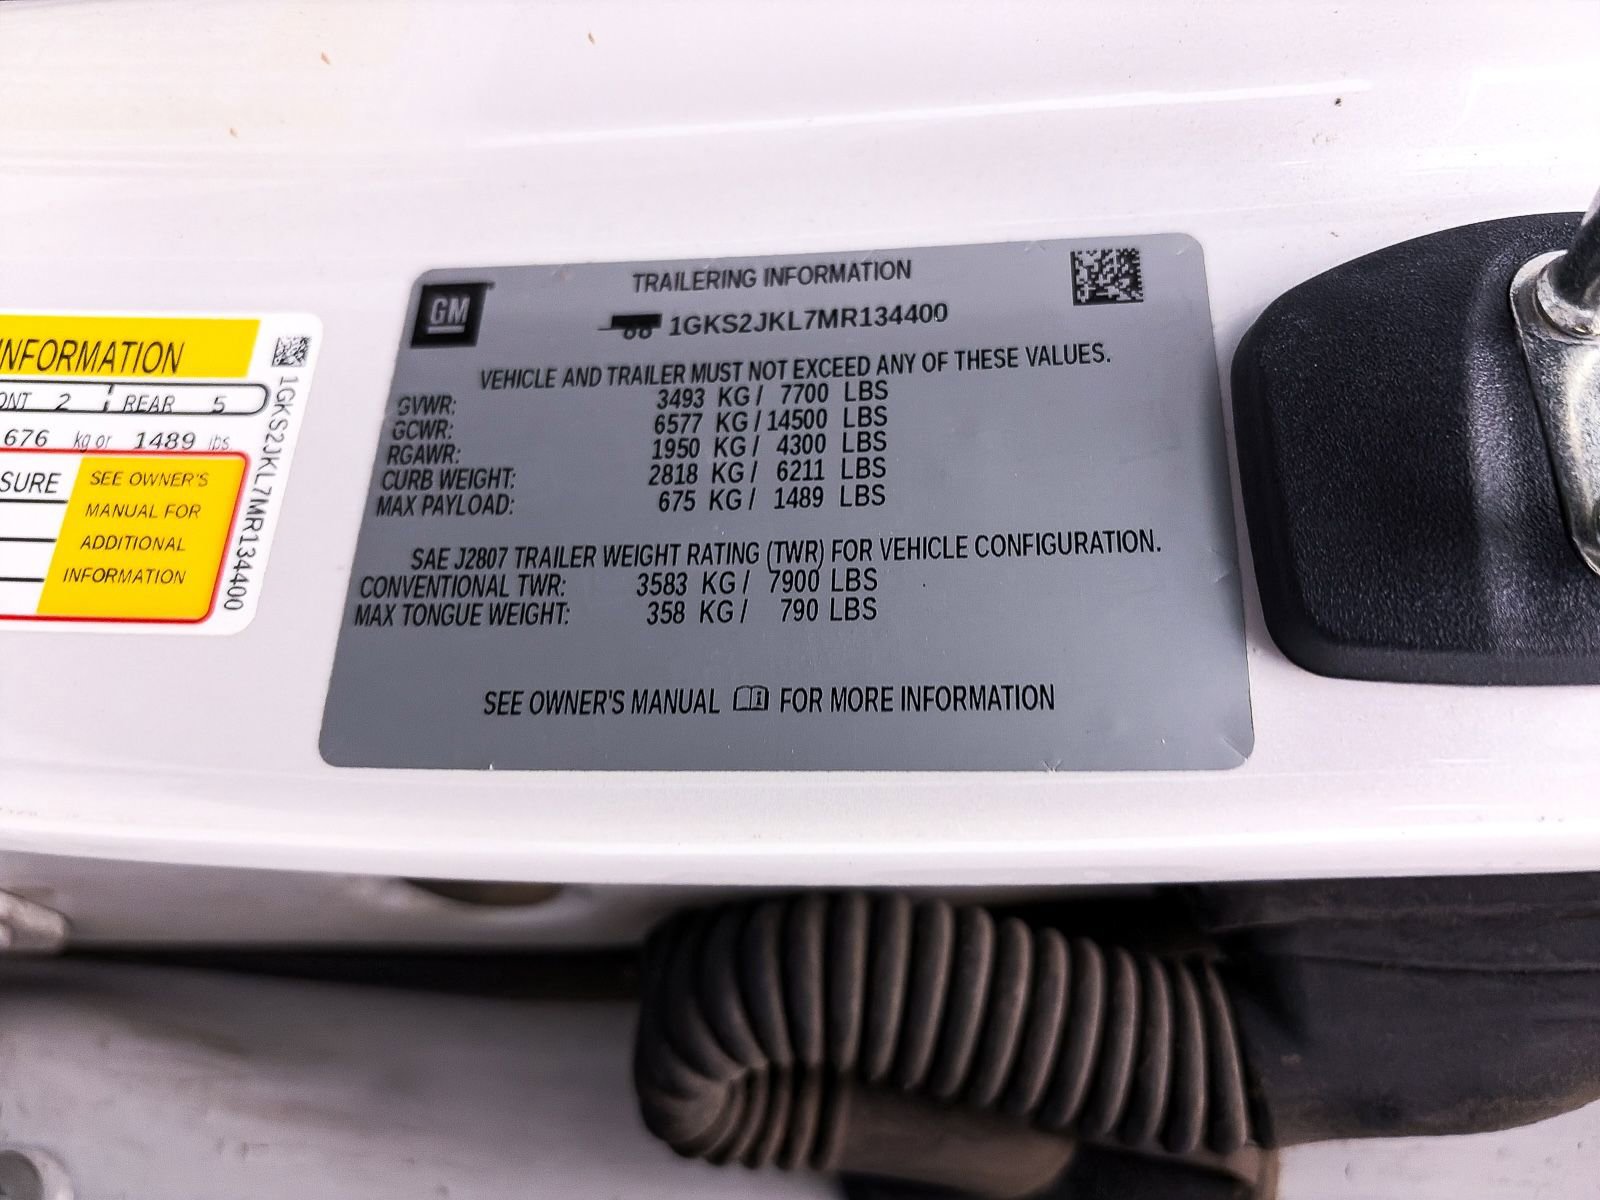 GM
TRAILERING INFORMATION
1GKS2JKL7MR134400
VEHICLE AND TRAILER MUST NOT EXCEED ANY OF THESE VALUES.
GVWR: 3493 KG / 7700 LBS
GCWR: 6577 KG / 14500 LBS
RGAWR: 1950 KG / 4300 LBS
CURB WEIGHT: 2818 KG / 6211 LBS
MAX PAYLOAD: 675 KG / 1489 LBS
SAE J2807 TRAILER WEIGHT RATING (TWR) FOR VEHICLE CONFIGURATION.
CONVENTIONAL TWR: 3583 KG / 7900 LBS
MAX TONGUE WEIGHT: 358 KG / 790 LBS
SEE OWNER'S MANUAL FOR MORE INFORMATION
INFORMATION
ONT 2 REAR 5
676 kg or 1489 lbs
SURE
SEE OWNER'S
MANUAL FOR
ADDITIONAL
INFORMATION
1GKS2JKL7MR134400